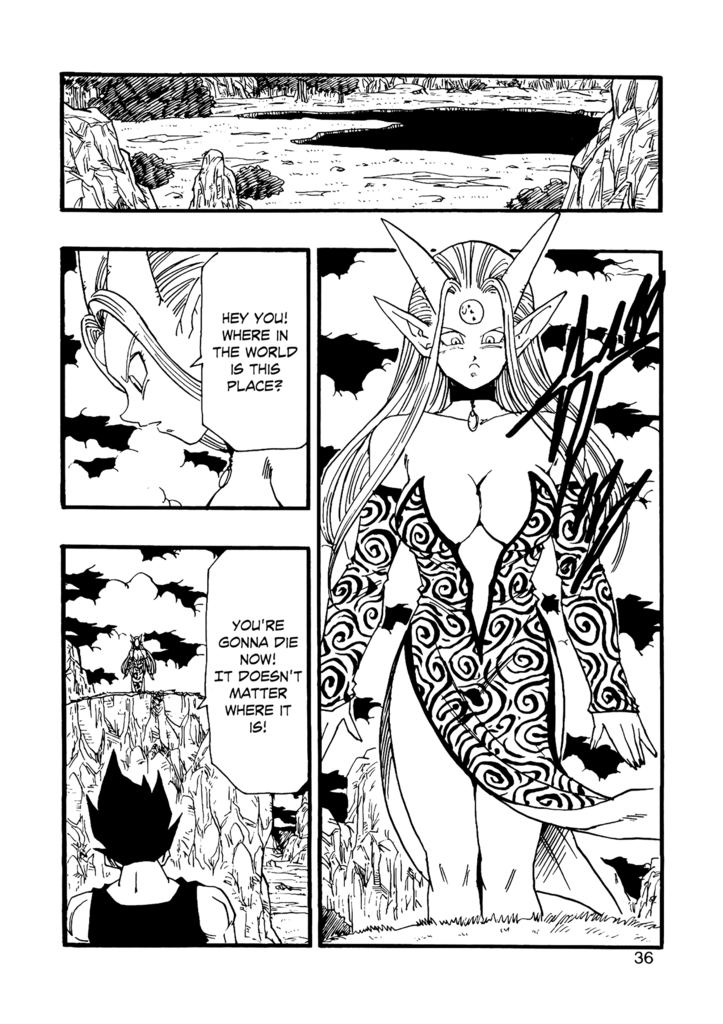 HEY YOU!
WHERE IN
THE WORLD
IS THIS
PLACE?
YOU'RE
GONNA DIE
NOW!
IT DOESN'T
MATTER
WHERE IT
IS!
36